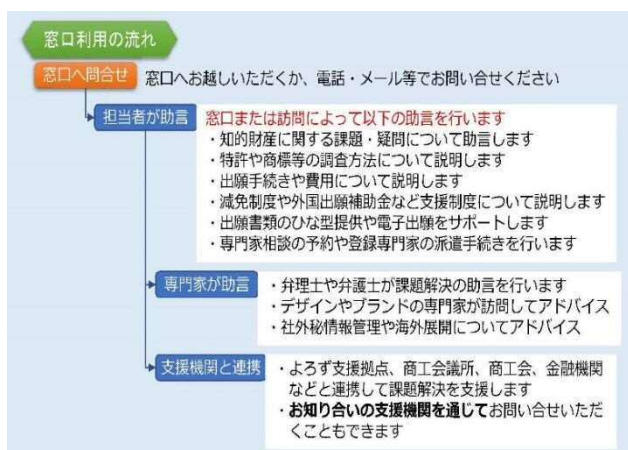 窓口利用の流れ
窓口へ問合せ 窓口へお越しいただくか、電話・メール等でお問い合せください
担当者が助言 窓口または訪問によって以下の助言を行います
・知的財産に関する課題・疑問について助言します
・特許や商標等の調査方法について説明します
・出願手続きや費用について説明します
・減免制度や外国出願補助金など支援制度について説明します
・出願書類のひな型提供や電子出願をサポートします
・専門家相談の予約や登録専門家の派遣手続きを行います
専門家が助言 ・弁理士や弁護士が課題解決の助言を行います
・デザインやブランドの専門家が訪問してアドバイス
・社外秘情報管理や海外展開についてアドバイス
支援機関と連携 ・よろず支援拠点、商工会議所、商工会、金融機関
などと連携して課題解決を支援します
・お知り合いの支援機関を通じてお問い合せいただ
くこともできます